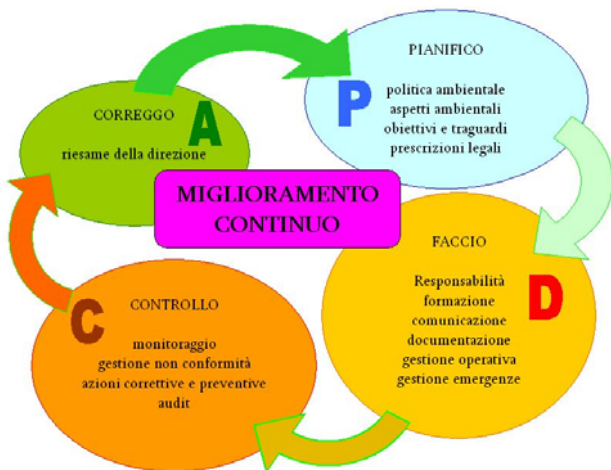 PIANIFICO
P
politica ambientale
aspetti ambientali
obiettivi e traguardi
prescrizioni legali
CORREGGO
A
riesame della direzione
MIGLIORAMENTO
CONTINUO
FACCIO
D
Responsabilità
formazione
comunicazione
documentazione
gestione operativa
gestione emergenze
CONTROLLO
C
monitoraggio
gestione non conformità
azioni correttive e preventive
audit